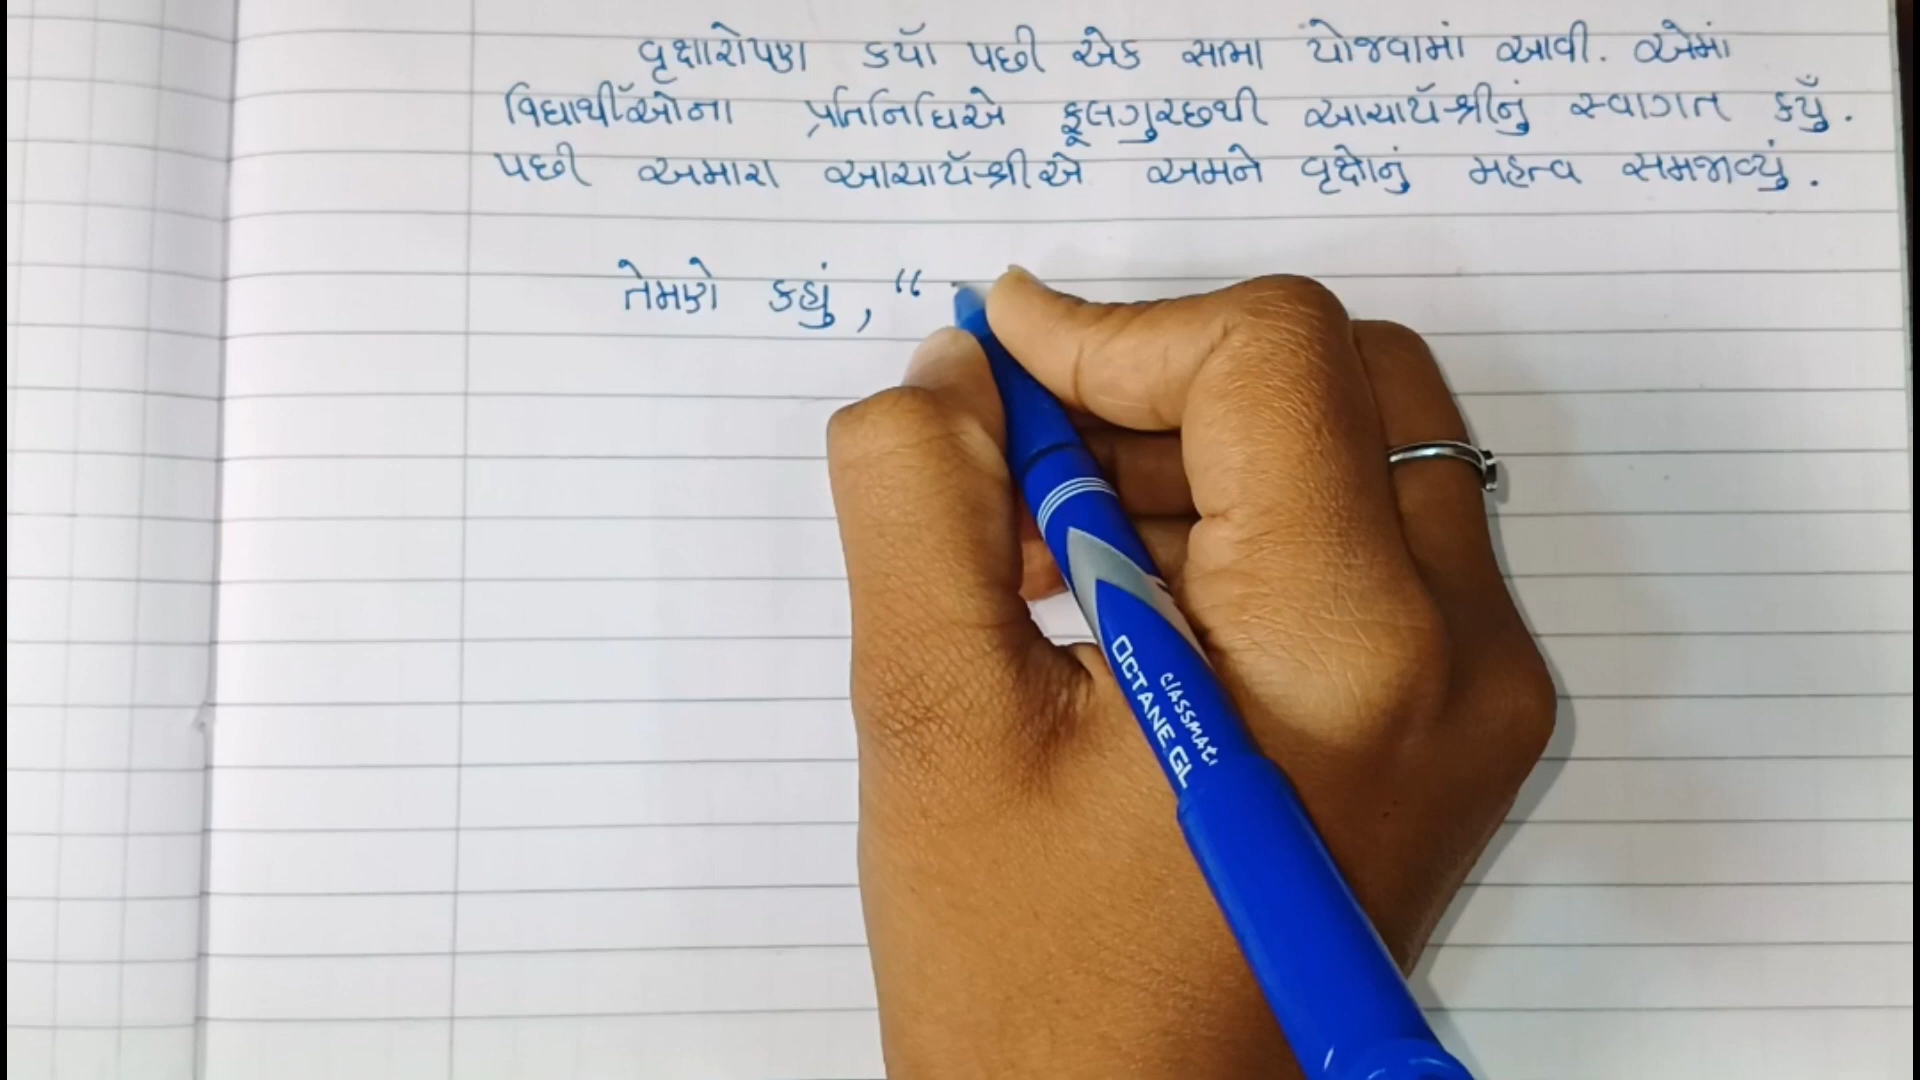 વૃક્ષારોપણ કર્યા પછી એક સભા યોજવામાં આવી. એમાં
વિદ્યાર્થીઓના પ્રતિનિધિએ ફૂલગુચ્છથી આચાર્યશ્રીનું સ્વાગત કર્યું.
પછી અમારા આચાર્યશ્રીએ અમને વૃક્ષોનું મહત્વ સમજાવ્યું.
તેમણે કહ્યું, “
classmate
OCTANE GL